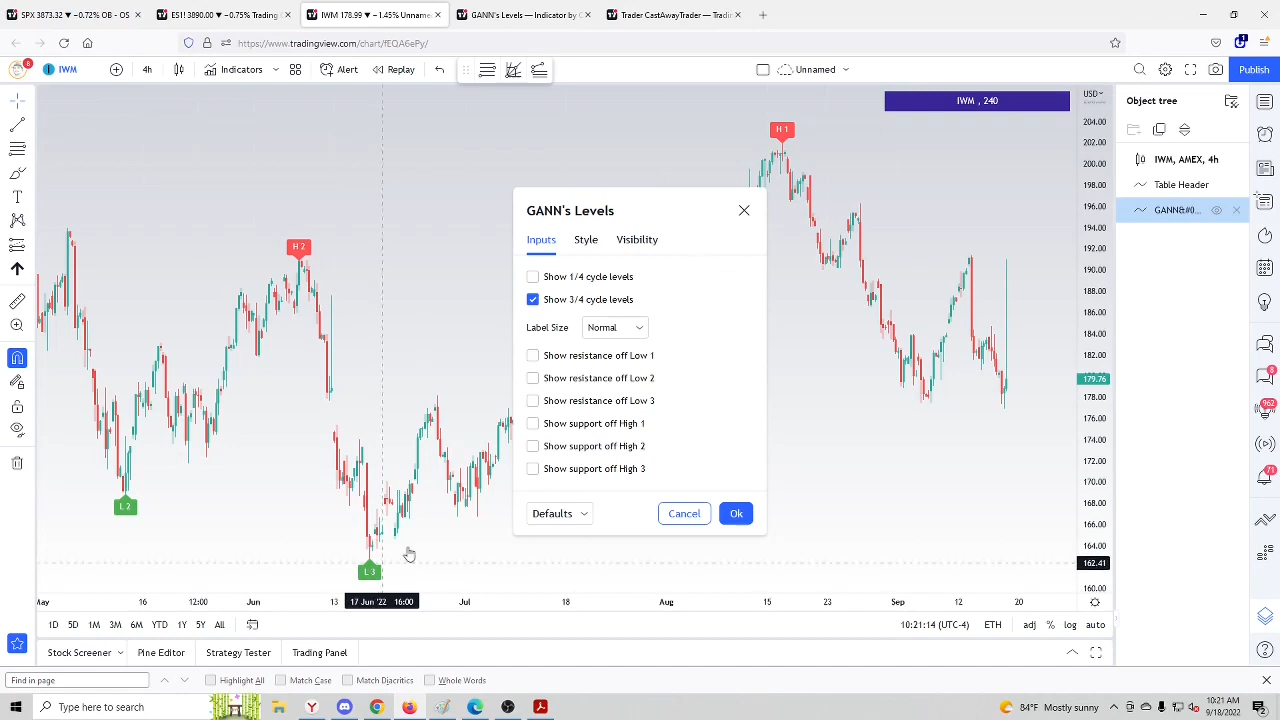 SPX 3873.32 ▼ −0.72% OB - OS
ES1! 3890.00 ▼ −0.75% Trading
IWM 178.99 ▼ −1.45% Unname
GANN's Levels — Indicator by C
Trader CastAwayTrader — Tradin
https://www.tradingview.com/chart/fEQA6ePy/
8 IWM 4h Indicators Alert Replay Unnamed Publish
IWM , 240
USD
Object tree
IWM, AMEX, 4h
Table Header
GANN&#0...
H 1
H 2
L 2
L 3
GANN's Levels
Inputs Style Visibility
Show 1/4 cycle levels
Show 3/4 cycle levels
Label Size Normal
Show resistance off Low 1
Show resistance off Low 2
Show resistance off Low 3
Show support off High 1
Show support off High 2
Show support off High 3
Defaults Cancel Ok
204.00
202.00
200.00
198.00
196.00
194.00
192.00
190.00
188.00
186.00
184.00
182.00
179.76
178.00
176.00
174.00
172.00
170.00
168.00
166.00
164.00
162.41
160.00
8
962
71
May 16 12:00 Jun 13 17 Jun '22 16:00 Jul 18 Aug 15 23 Sep 12 20
1D 5D 1M 3M 6M YTD 1Y 5Y All 10:21:14 (UTC-4) ETH adj % log auto
Stock Screener Pine Editor Strategy Tester Trading Panel
Find in page Highlight All Match Case Match Diacritics Whole Words
Type here to search 84°F Mostly sunny 10:21 AM
9/18/2022